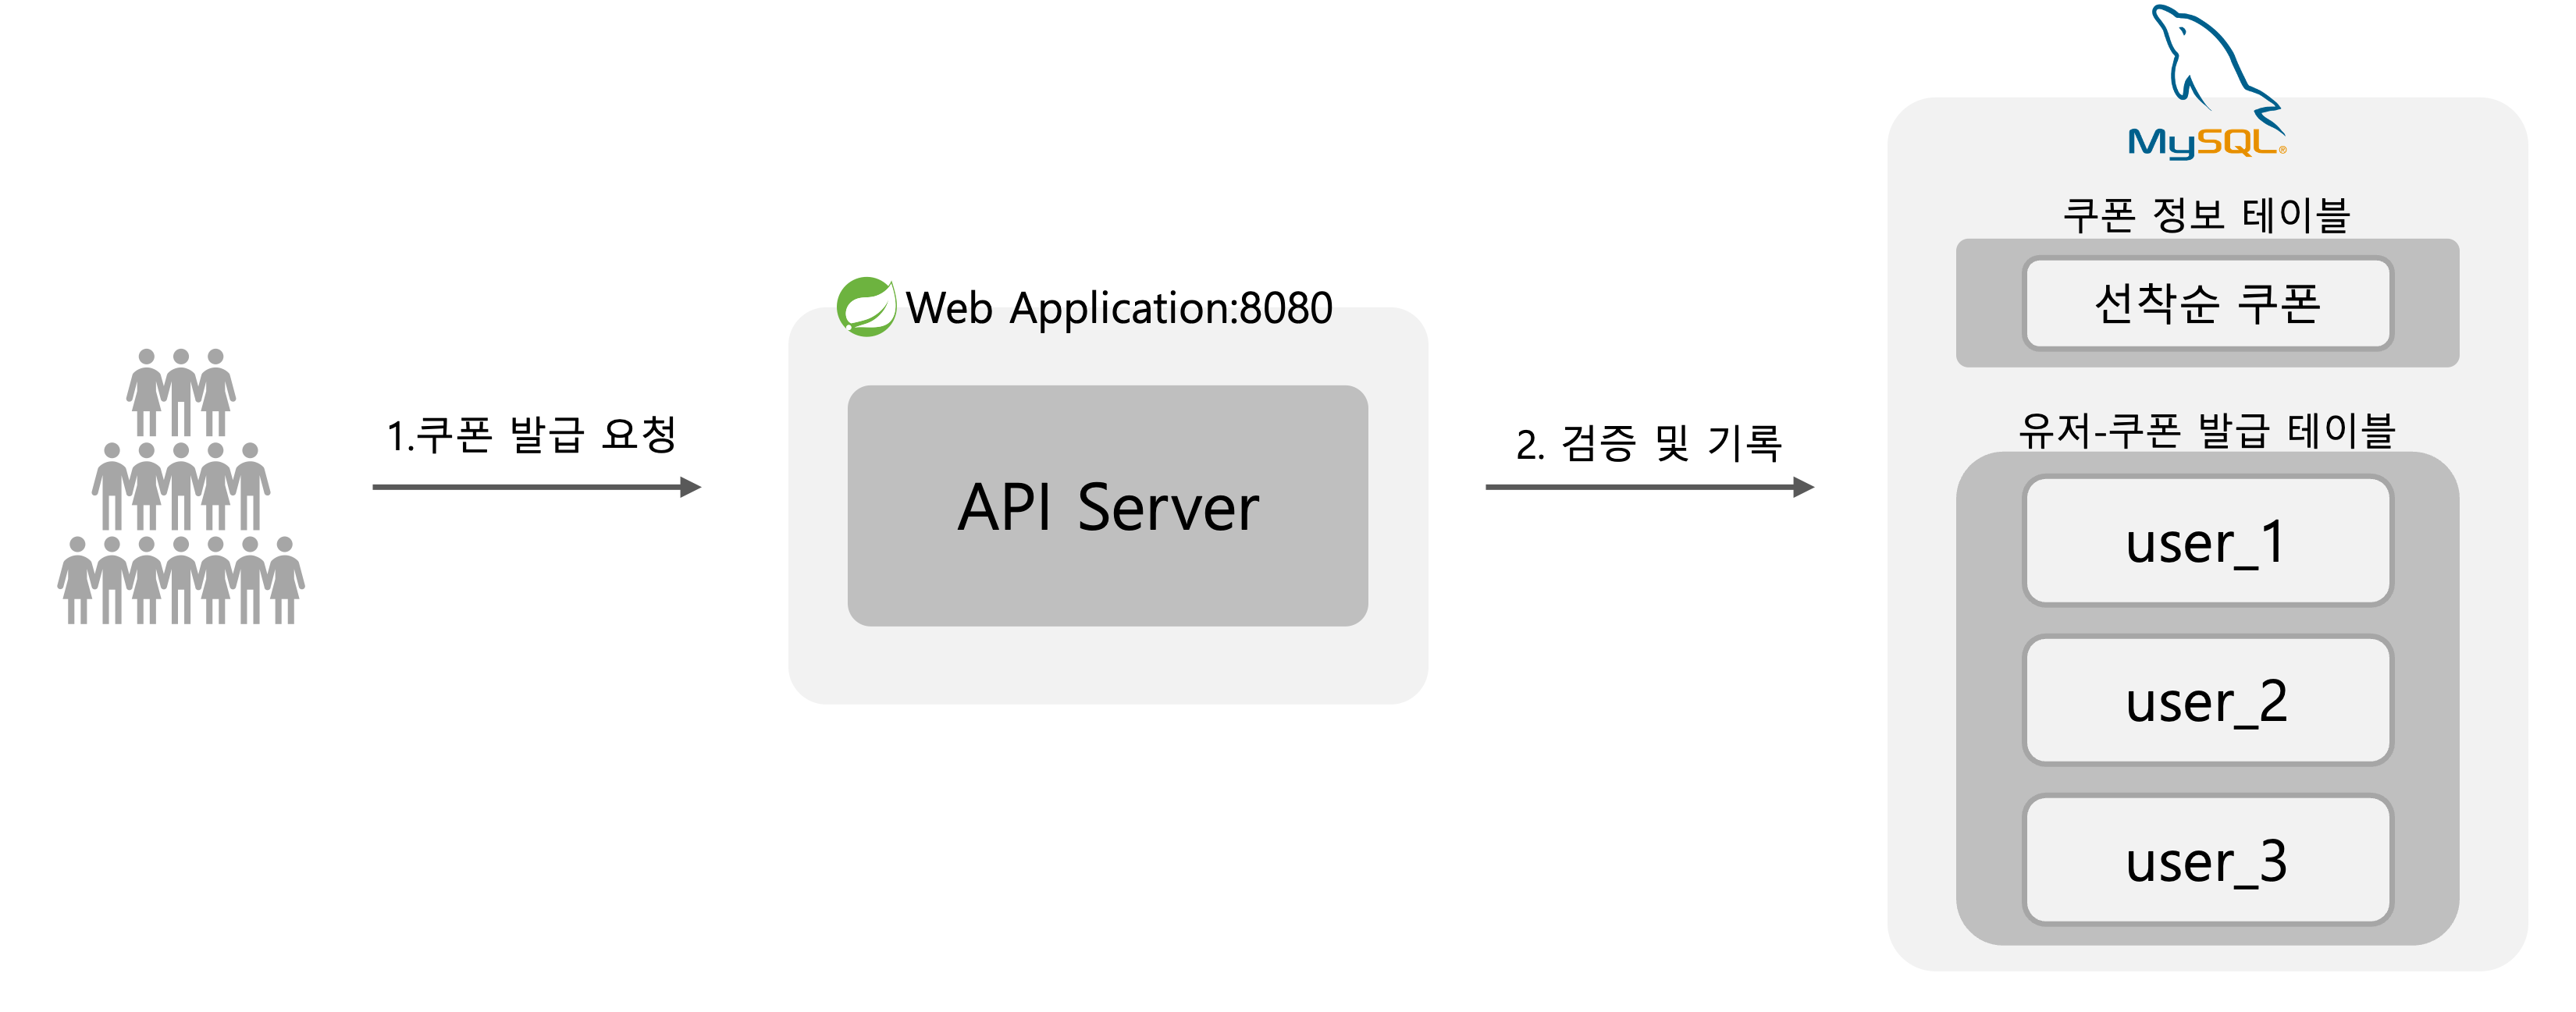 1.쿠폰 발급 요청
Web Application:8080
API Server
2. 검증 및 기록
MySQL®
쿠폰 정보 테이블
선착순 쿠폰
유저-쿠폰 발급 테이블
user_1
user_2
user_3